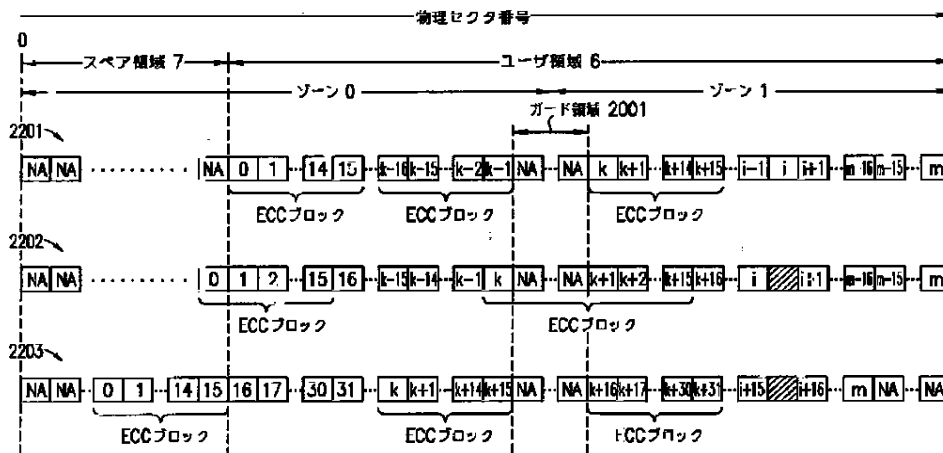 物理セクタ番号
0
スペア領域 7 ユーザ領域 6
ゾーン 0 ゾーン 1
ガード領域 2001
2201
NA NA ········· NA 0 1 ··· 14 15 ··· k-16 k-15 ··· k-2 k-1 NA ··· NA k k+1 ··· k+14 k+15 ··· i-1 i i+1 ··· m-16 m-15 ··· m
ECCブロック ECCブロック ECCブロック
2202
NA NA ········· 0 1 2 ··· 15 16 ··· k-15 k-14 ··· k-1 k NA ··· NA k+1 k+2 ··· k+15 k+16 ··· i i+1 ··· m-16 m-15 ··· m
ECCブロック ECCブロック
2203
NA NA ··· 0 1 ··· 14 15 16 17 ··· 30 31 ··· k k+1 ··· k+14 k+15 NA ··· NA k+16 k+17 ··· k+30 k+31 ··· i+15 i+16 ··· m NA ··· NA
ECCブロック ECCブロック ECCブロック